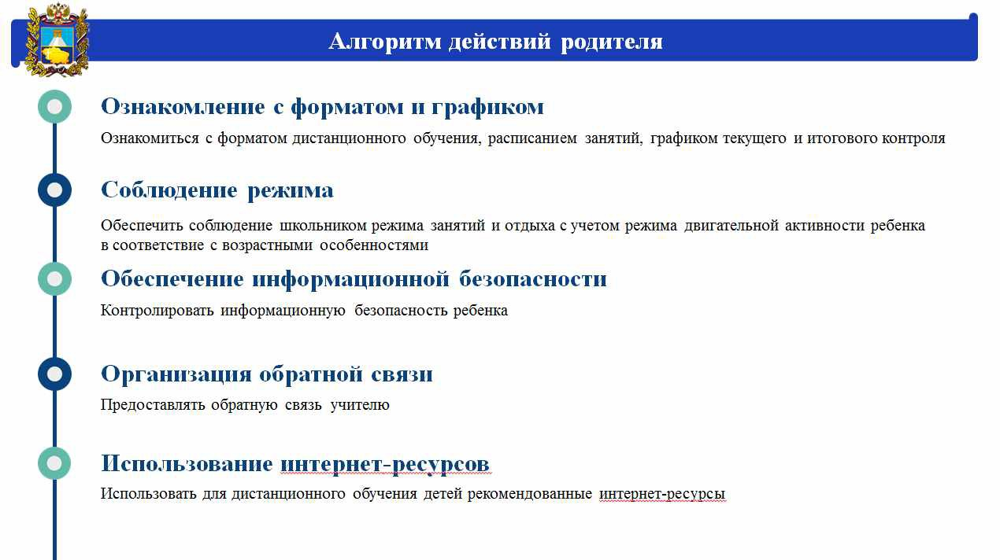 Алгоритм действий родителя
Ознакомление с форматом и графиком
Ознакомиться с форматом дистанционного обучения, расписанием занятий, графиком текущего и итогового контроля
Соблюдение режима
Обеспечить соблюдение школьником режима занятий и отдыха с учетом режима двигательной активности ребенка
в соответствие с возрастными особенностями
Обеспечение информационной безопасности
Контролировать информационную безопасность ребенка
Организация обратной связи
Предоставлять обратную связь учителю
Использование интернет-ресурсов
Использовать для дистанционного обучения детей рекомендованные интернет-ресурсы